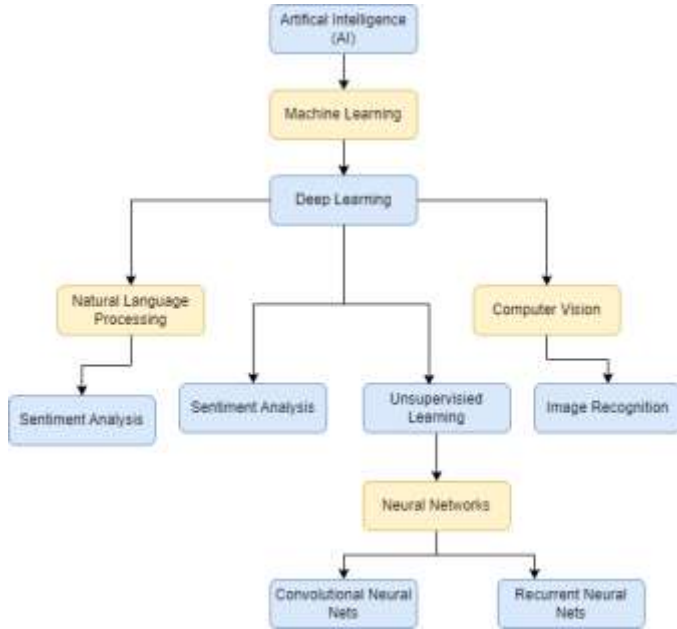 Artifical Intelligence
(AI)
Machine Learning
Deep Learning
Natural Language
Processing
Computer Vision
Sentiment Analysis
Sentiment Analysis
Unsupervisied
Learning
Image Recognition
Neural Networks
Convolutional Neural
Nets
Recurrent Neural
Nets